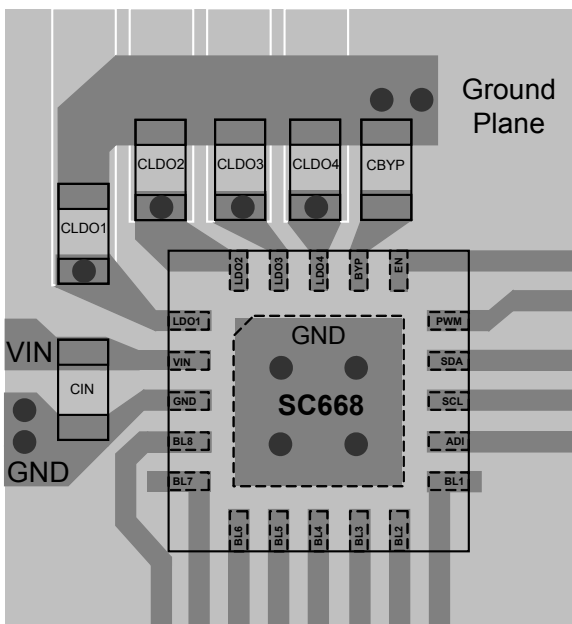 Ground
Plane
CLDO2
CLDO3
CLDO4
CBYP
CLDO1
LDO2
LDO3
LDO4
BYP
EN
LDO1
GND
PWM
VIN
VIN
SDA
CIN
GND
SC668
SCL
BL8
ADI
GND
BL7
BL1
BL6
BL5
BL4
BL3
BL2